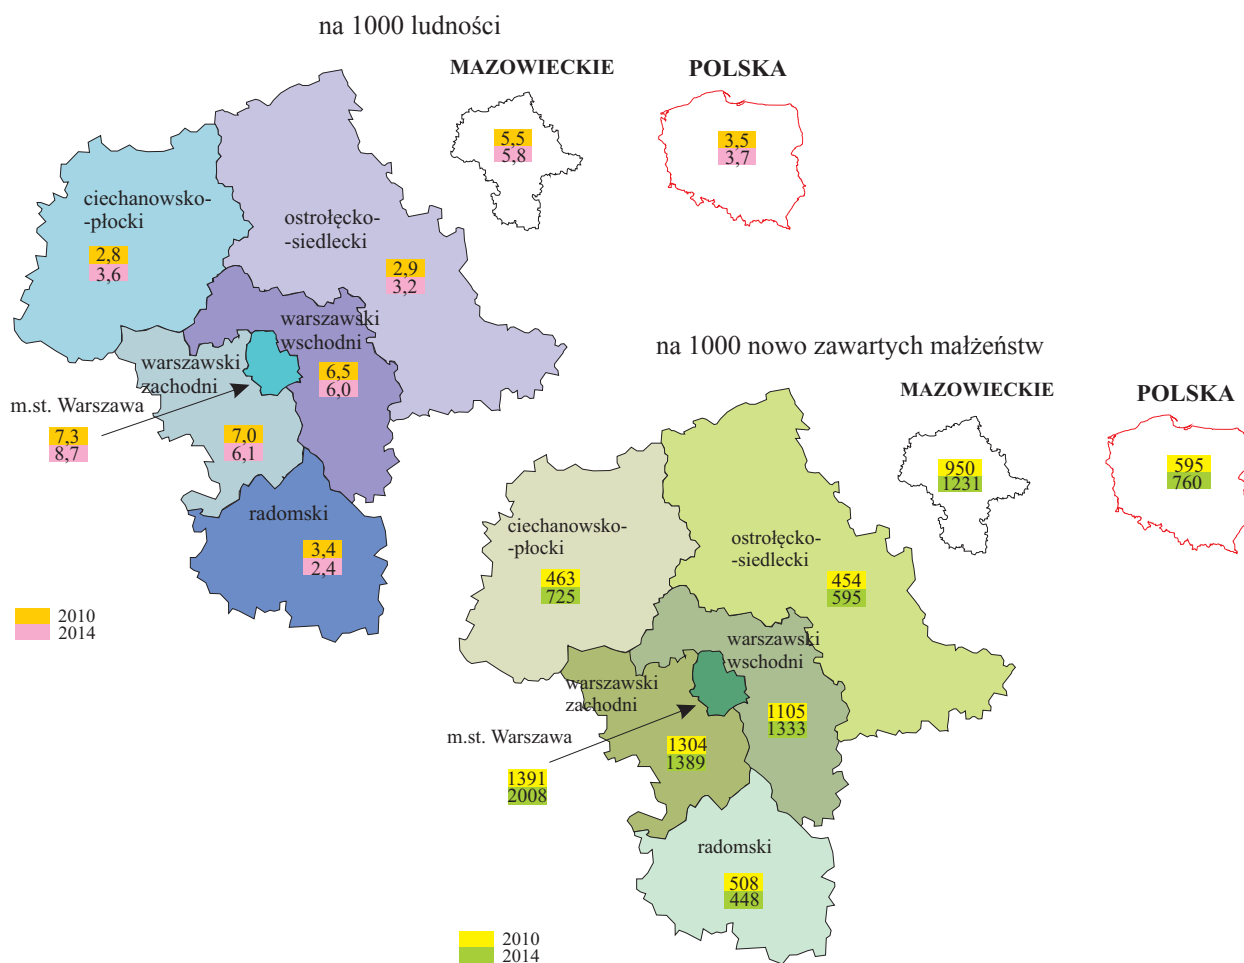 na 1000 ludności
MAZOWIECKIE
POLSKA
5,5
5,8
3,5
3,7
ciechanowsko-
-płocki
2,8
3,6
ostrołęcko-
-siedlecki
2,9
3,2
warszawski
wschodni
6,5
6,0
warszawski
zachodni
7,0
6,1
m.st. Warszawa
7,3
8,7
radomski
3,4
2,4
2010
2014
na 1000 nowo zawartych małżeństw
MAZOWIECKIE
POLSKA
950
1231
595
760
ciechanowsko-
-płocki
463
725
ostrołęcko-
-siedlecki
454
595
warszawski
wschodni
1105
1333
warszawski
zachodni
1304
1389
m.st. Warszawa
1391
2008
radomski
508
448
2010
2014